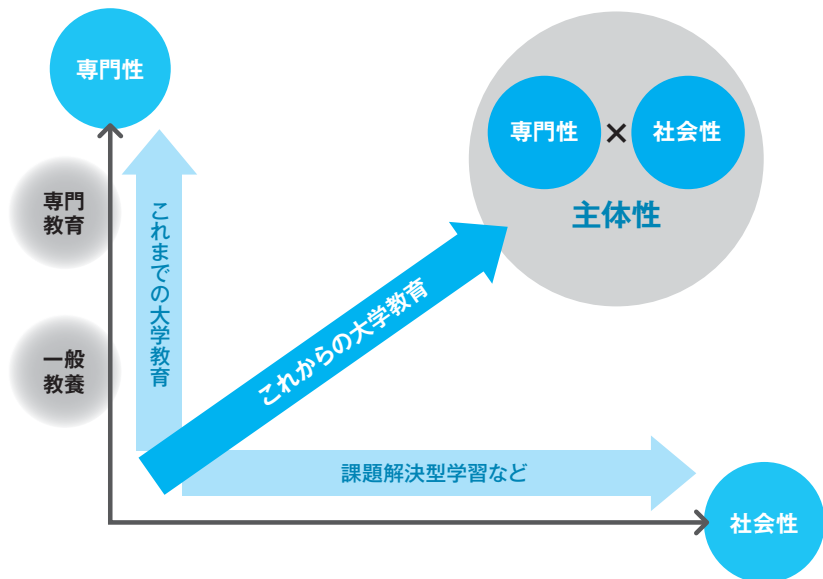 専門性
専門性
×
社会性
主体性
専門
教育
これまでの大学教育
これからの大学教育
一般
教養
課題解決型学習など
社会性